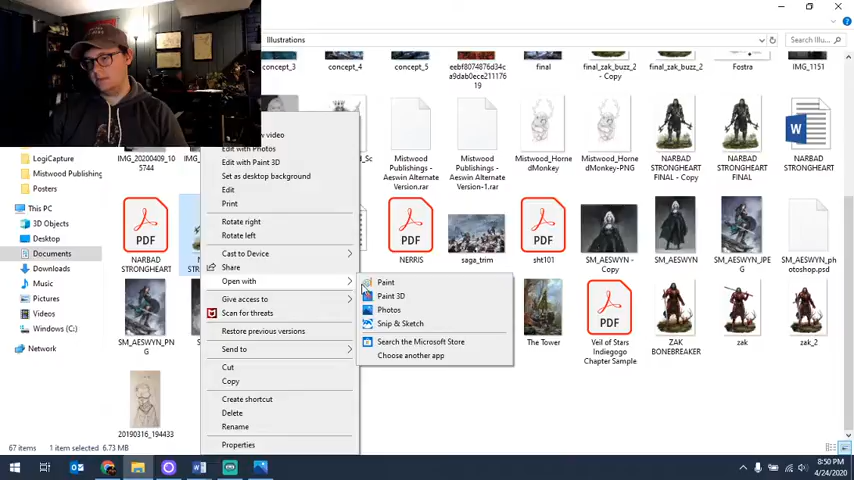 Illustrations
Search Illu...
concept_3
concept_4
concept_5
eebf8074876d34c
a9dab0ece211176
19
final
final_zak_buzz_2
- Copy
final_zak_buzz_2
Fostra
IMG_1151
LogiCapture
Mistwood Publishing
Posters
This PC
3D Objects
Desktop
Documents
Downloads
Music
Pictures
Videos
Windows (C:)
Network
IMG_20200409_10
5744
Mistwood
Publishings -
Aeswin Alternate
Version.rar
Mistwood
Publishings -
Aeswin Alternate
Version-1.rar
Mistwood_Horne
dMonkey
Mistwood_Horne
dMonkey-PNG
NARBAD
STRONGHEART
FINAL - Copy
NARBAD
STRONGHEART
FINAL
NARBAD
STRONGHEART
NARBAD
STRONGHEART
PDF
NERRIS
PDF
saga_trim
sht101
PDF
SM_AESWYN -
Copy
SM_AESWYN
SM_AESWYN_JPE
G
SM_AESWYN_ph
otoshop.psd
SM_AESWYN_PN
G
The Tower
PDF
Veil of Stars
Indiegogo
Chapter Sample
ZAK
BONEBREAKER
zak
zak_2
20190316_194433
Edit with Photos
Edit with Paint 3D
Set as desktop background
Edit
Print
Rotate right
Rotate left
Cast to Device
Share
Open with
Give access to
Scan for threats
Restore previous versions
Send to
Cut
Copy
Create shortcut
Delete
Rename
Properties
Paint
Paint 3D
Photos
Snip & Sketch
Search the Microsoft Store
Choose another app
67 items
1 item selected 6.73 MB
8:50 PM
4/24/2020